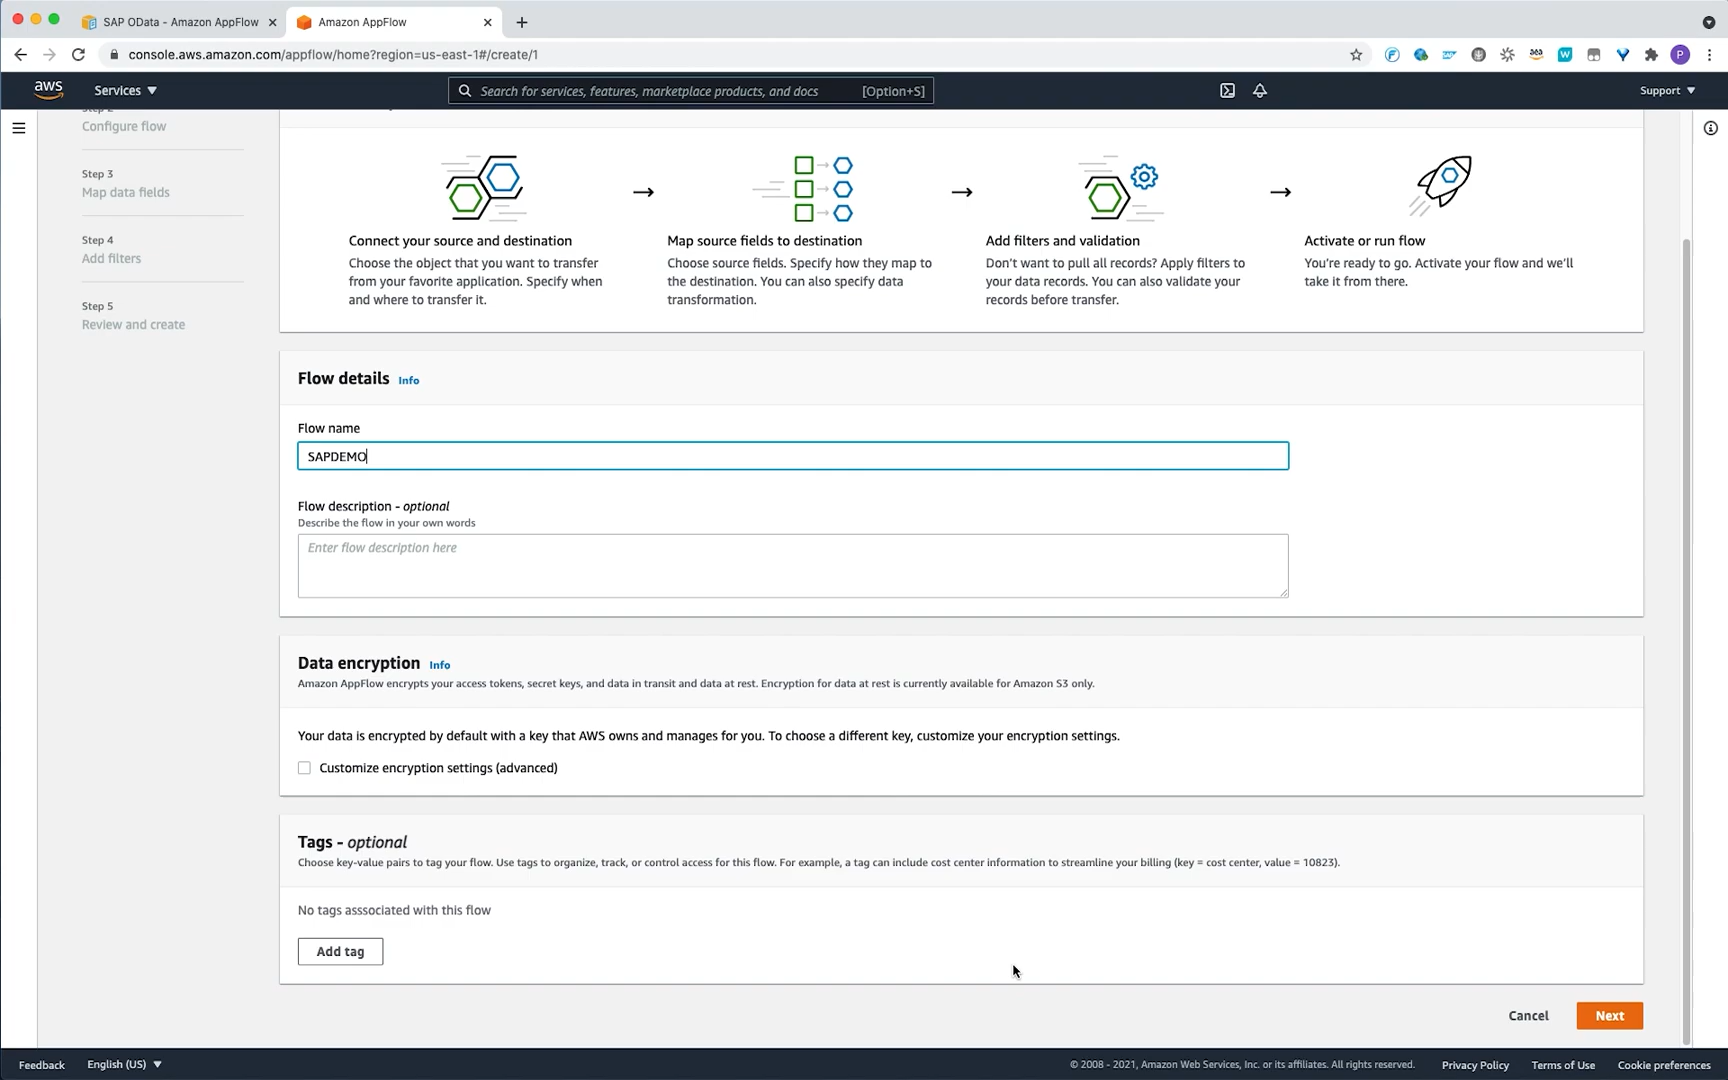 SAP OData - Amazon AppFlow
Amazon AppFlow
console.aws.amazon.com/appflow/home?region=us-east-1#/create/1
P
aws
Services
Search for services, features, marketplace products, and docs [Option+S]
Support
Step 2
Configure flow
Step 3
Map data fields
Step 4
Add filters
Step 5
Review and create
Connect your source and destination
Choose the object that you want to transfer
from your favorite application. Specify when
and where to transfer it.
Map source fields to destination
Choose source fields. Specify how they map to
the destination. You can also specify data
transformation.
Add filters and validation
Don't want to pull all records? Apply filters to
your data records. You can also validate your
records before transfer.
Activate or run flow
You're ready to go. Activate your flow and we'll
take it from there.
Flow details Info
Flow name
SAPDEMO
Flow description - optional
Describe the flow in your own words
Enter flow description here
Data encryption Info
Amazon AppFlow encrypts your access tokens, secret keys, and data in transit and data at rest. Encryption for data at rest is currently available for Amazon S3 only.
Your data is encrypted by default with a key that AWS owns and manages for you. To choose a different key, customize your encryption settings.
Customize encryption settings (advanced)
Tags - optional
Choose key-value pairs to tag your flow. Use tags to organize, track, or control access for this flow. For example, a tag can include cost center information to streamline your billing (key = cost center, value = 10823).
No tags asssociated with this flow
Add tag
Cancel
Next
Feedback
English (US)
© 2008 - 2021, Amazon Web Services, Inc. or its affiliates. All rights reserved.
Privacy Policy
Terms of Use
Cookie preferences